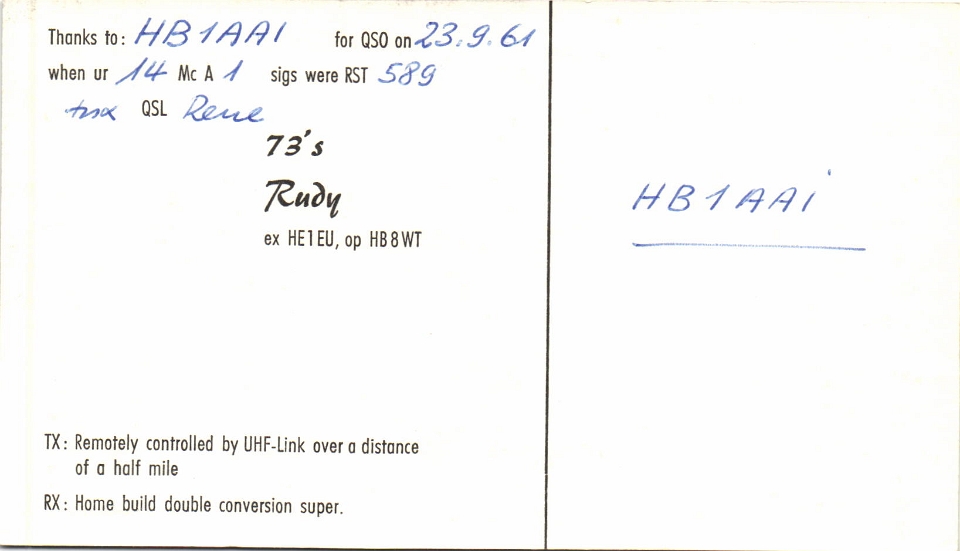 Thanks to: HB1AAI for QSO on 23.9.61
when ur 14 Mc A 1 sigs were RST 589
tnx QSL Rene
73's
Rudy
ex HE1EU, op HB8WT
TX: Remotely controlled by UHF-Link over a distance
of a half mile
RX: Home build double conversion super.
HB1AAi